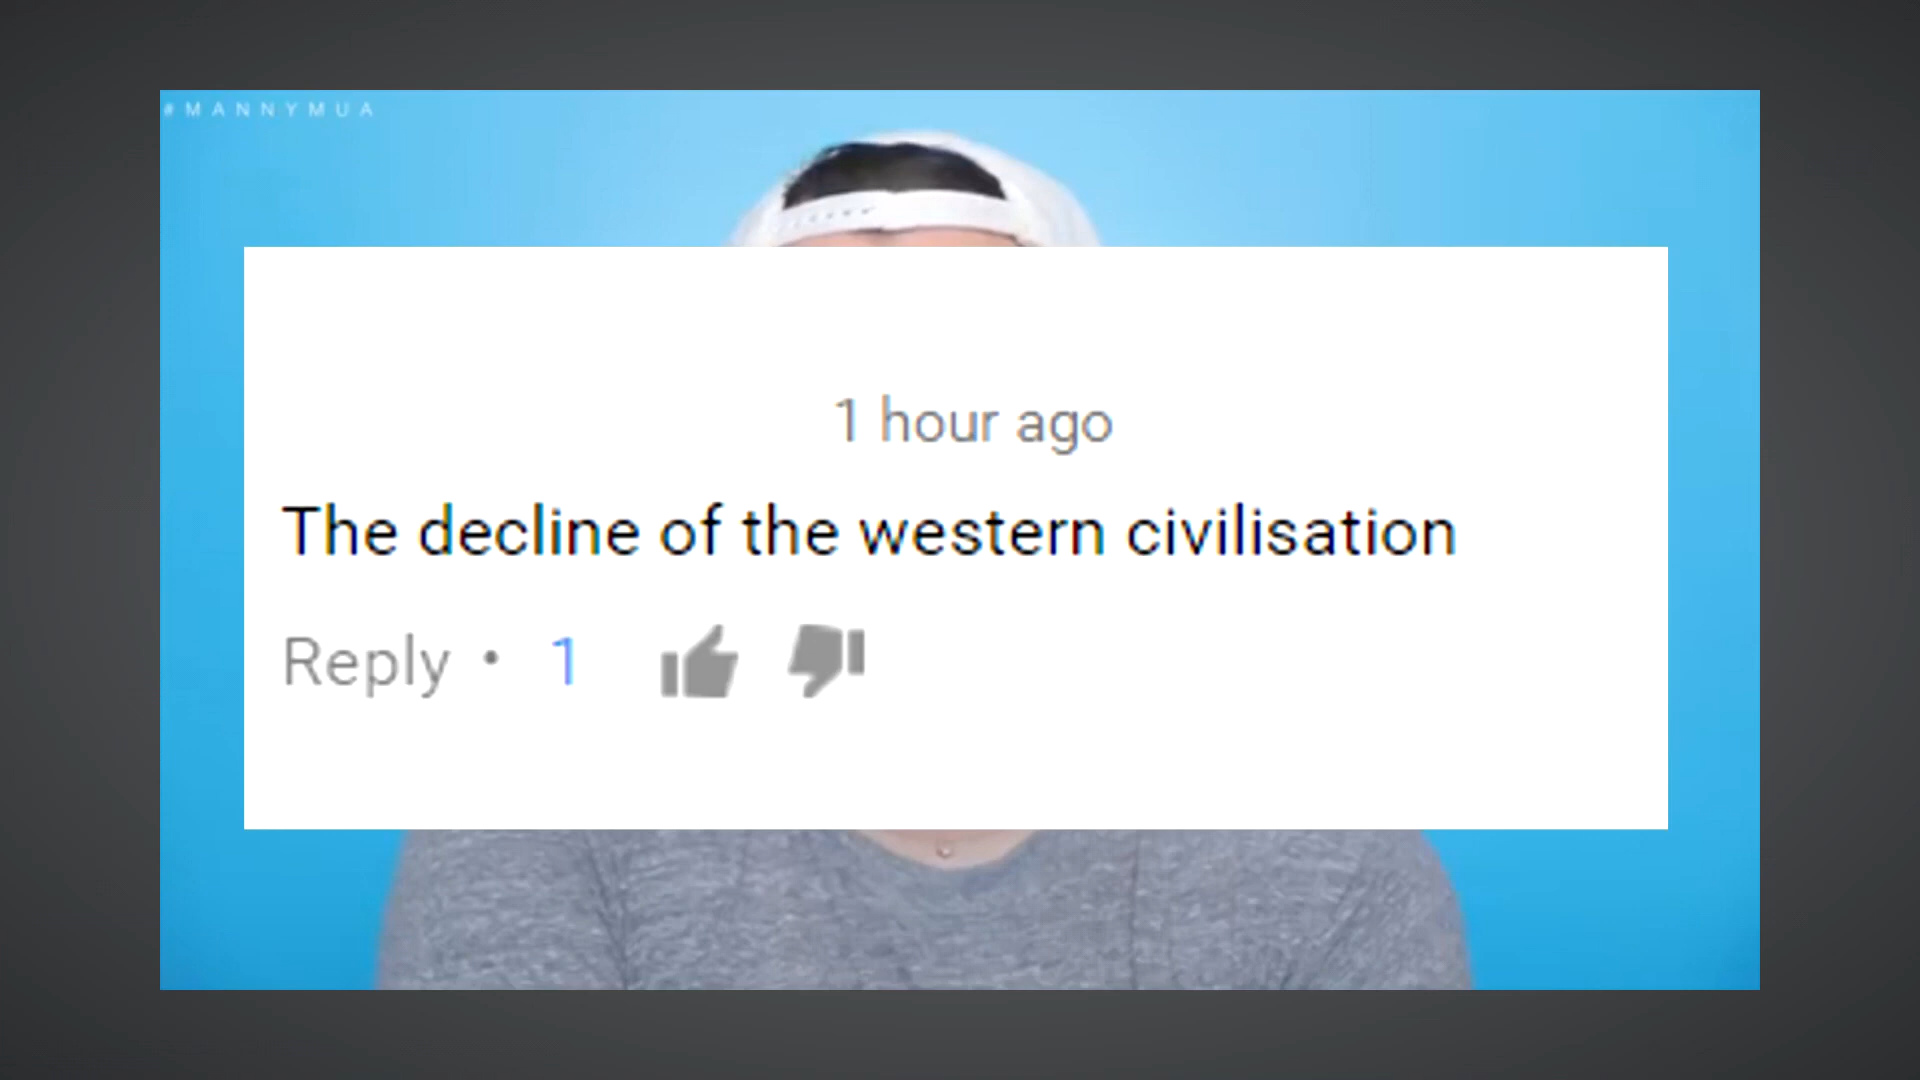 #MANNYMUA
1 hour ago
The decline of the western civilisation
Reply • 1